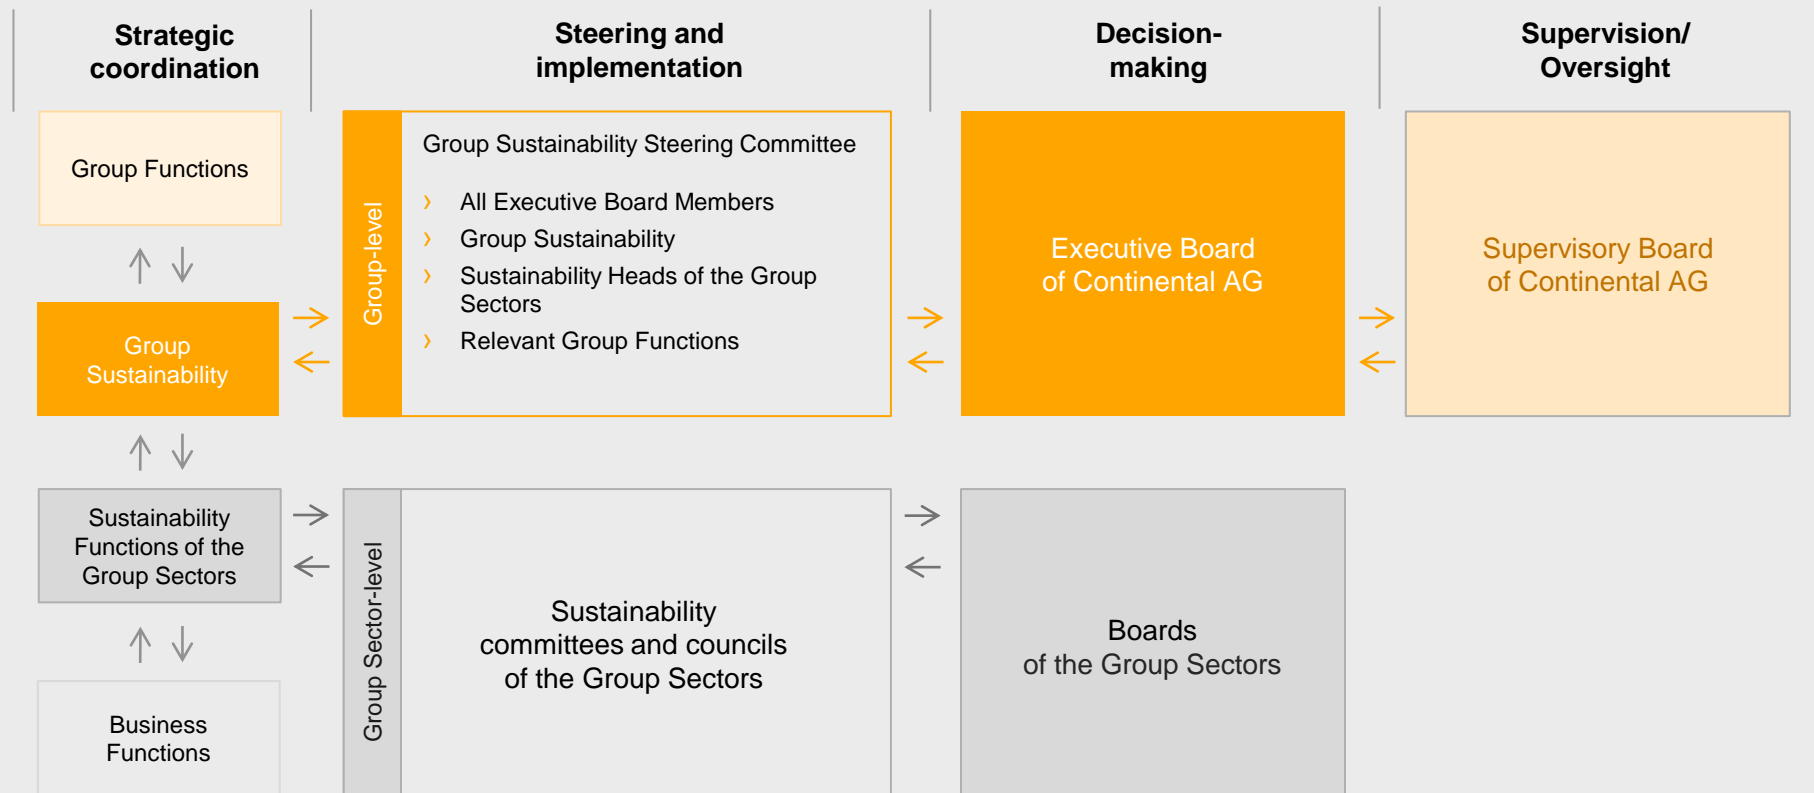 Strategic
coordination
Steering and
implementation
Decision-
making
Supervision/
Oversight
Group Functions
Group
Sustainability
Sustainability
Functions of the
Group Sectors
Business
Functions
Group-level
Group Sustainability Steering Committee
› All Executive Board Members
› Group Sustainability
› Sustainability Heads of the Group
Sectors
› Relevant Group Functions
Executive Board
of Continental AG
Supervisory Board
of Continental AG
Group Sector-level
Sustainability
committees and councils
of the Group Sectors
Boards
of the Group Sectors